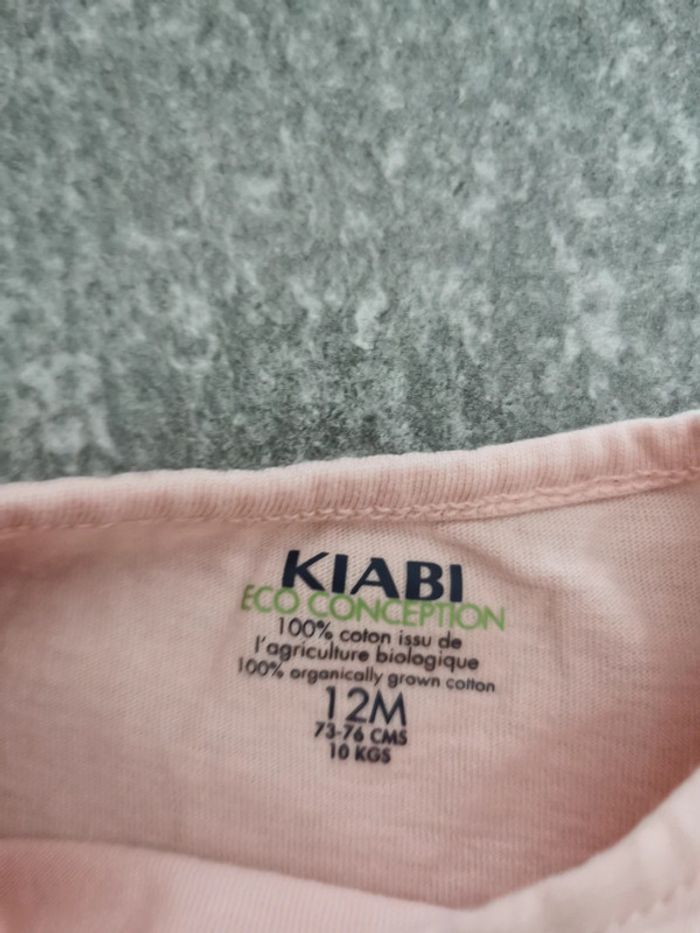 KIABI
ECO CONCEPTION
100% coton issu de
l'agriculture biologique
100% organically grown cotton
12M
73-76 CMS
10 KGS